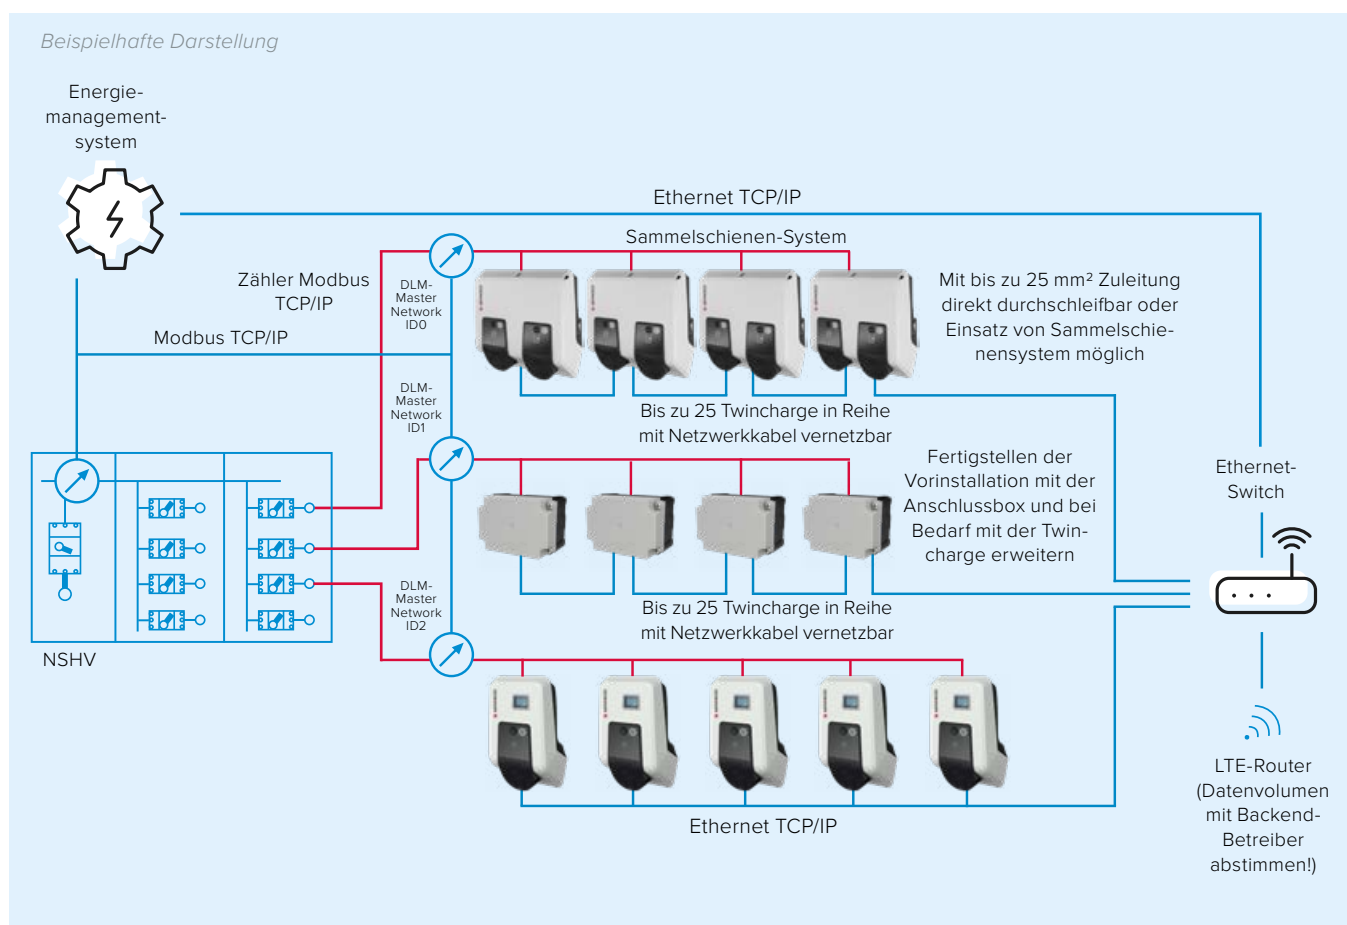 Beispielhafte Darstellung
Energie-
management-
system
Ethernet TCP/IP
Sammelschienen-System
Zähler Modbus
TCP/IP
DLM-
Master
Network
ID0
Mit bis zu 25 mm² Zuleitung
direkt durchschleifbar oder
Einsatz von Sammelschie-
nensystem möglich
Modbus TCP/IP
DLM-
Master
Network
ID1
Bis zu 25 Twincharge in Reihe
mit Netzwerkkabel vernetzbar
Fertigstellen der
Vorinstallation mit der
Anschlussbox und bei
Bedarf mit der Twin-
charge erweitern
Ethernet-
Switch
DLM-
Master
Network
ID2
Bis zu 25 Twincharge in Reihe
mit Netzwerkkabel vernetzbar
NSHV
LTE-Router
(Datenvolumen
mit Backend-
Betreiber
abstimmen!)
Ethernet TCP/IP